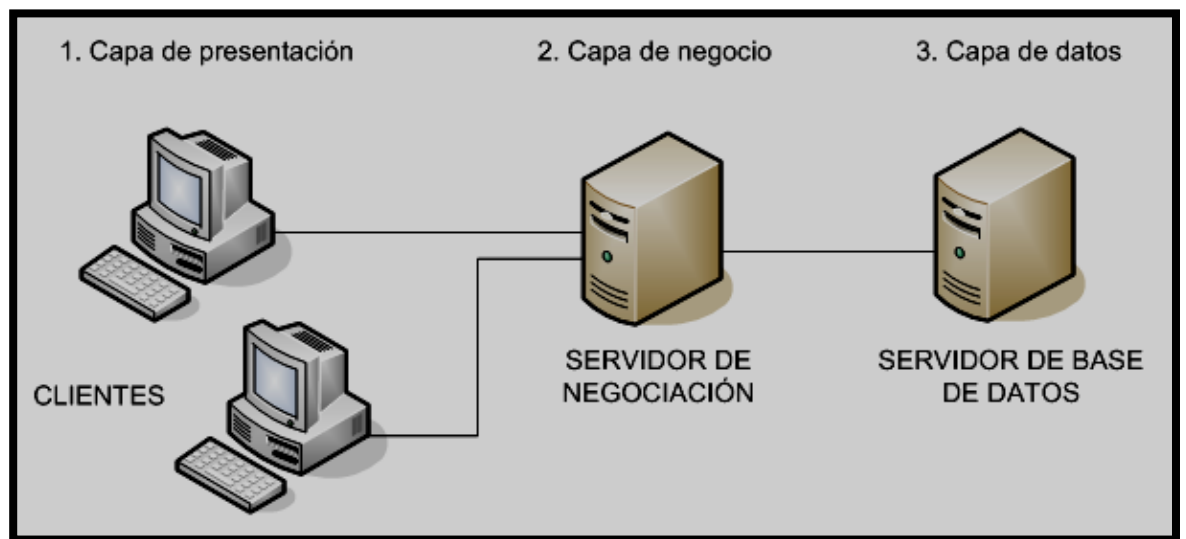 1. Capa de presentación
2. Capa de negocio
3. Capa de datos
CLIENTES
SERVIDOR DE
NEGOCIACIÓN
SERVIDOR DE BASE
DE DATOS